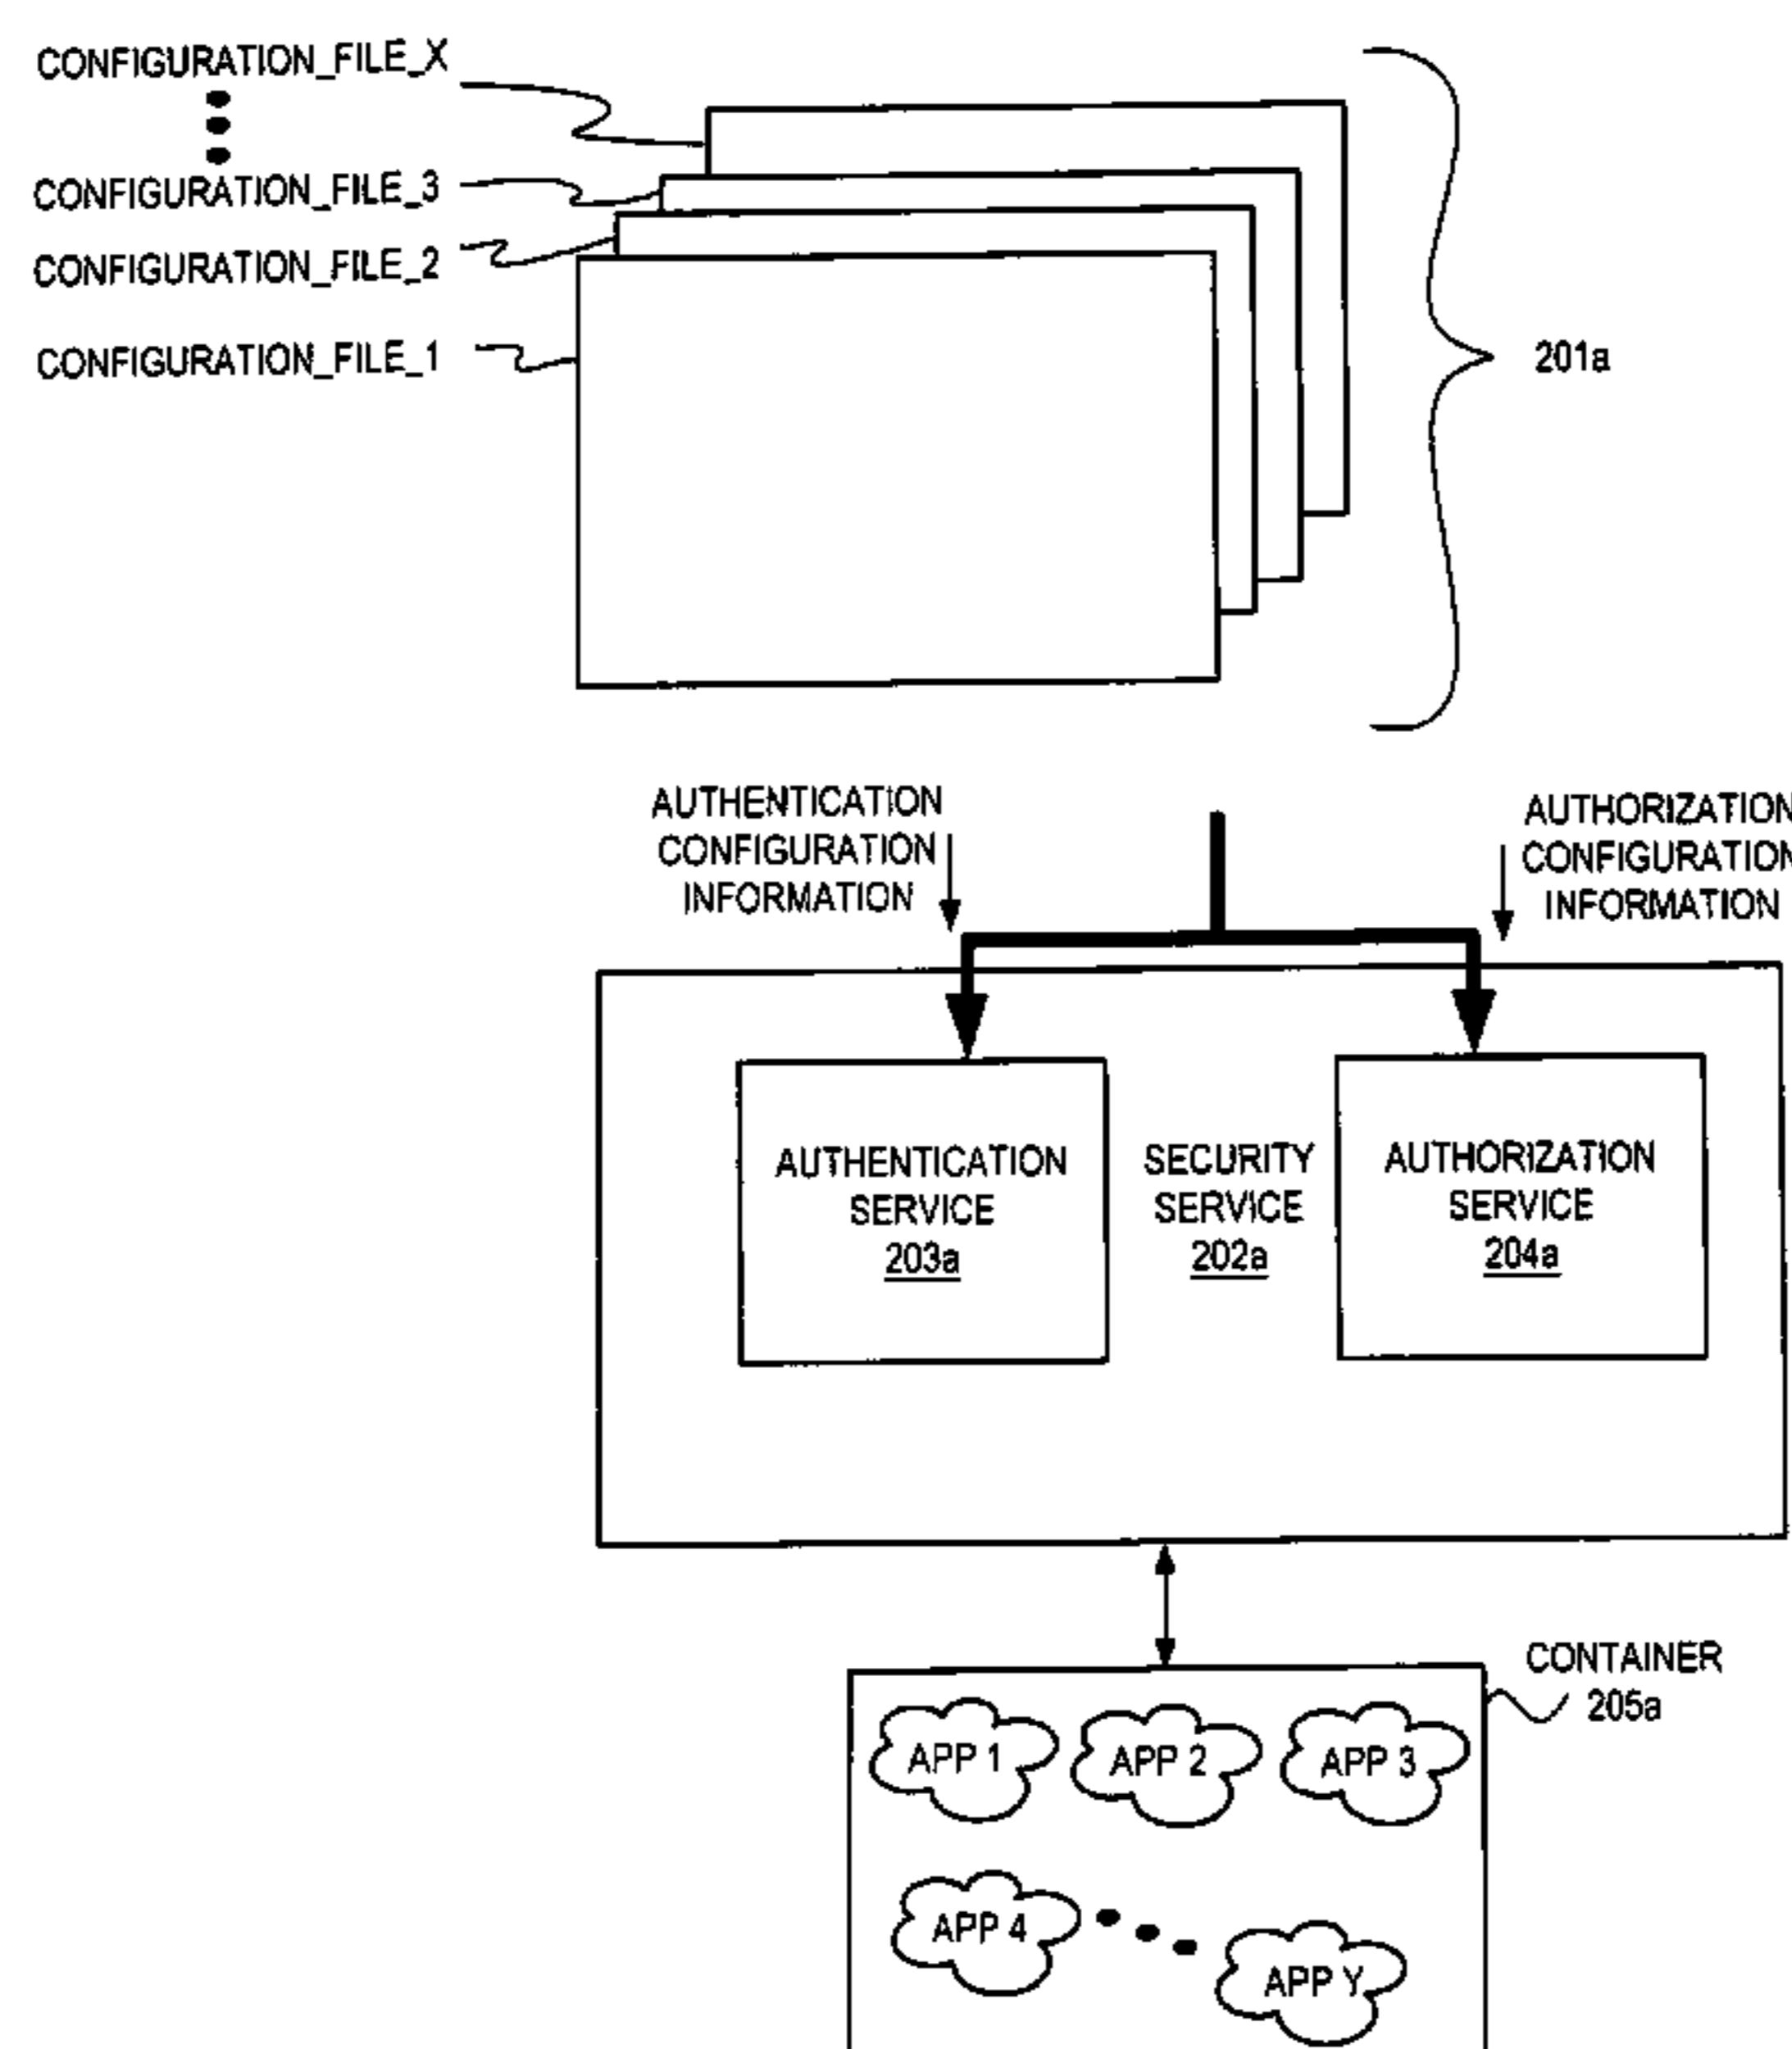 CONFIGURATION_FILE_X
CONFIGURATION_FILE_3
CONFIGURATION_FILE_2
CONFIGURATION_FILE_1
201a
AUTHENTICATION
CONFIGURATION
INFORMATION
AUTHORIZATION
CONFIGURATION
INFORMATION
AUTHENTICATION
SERVICE
203a
SECURITY
SERVICE
202a
AUTHORIZATION
SERVICE
204a
CONTAINER
205a
APP 1
APP 2
APP 3
APP 4
APP Y